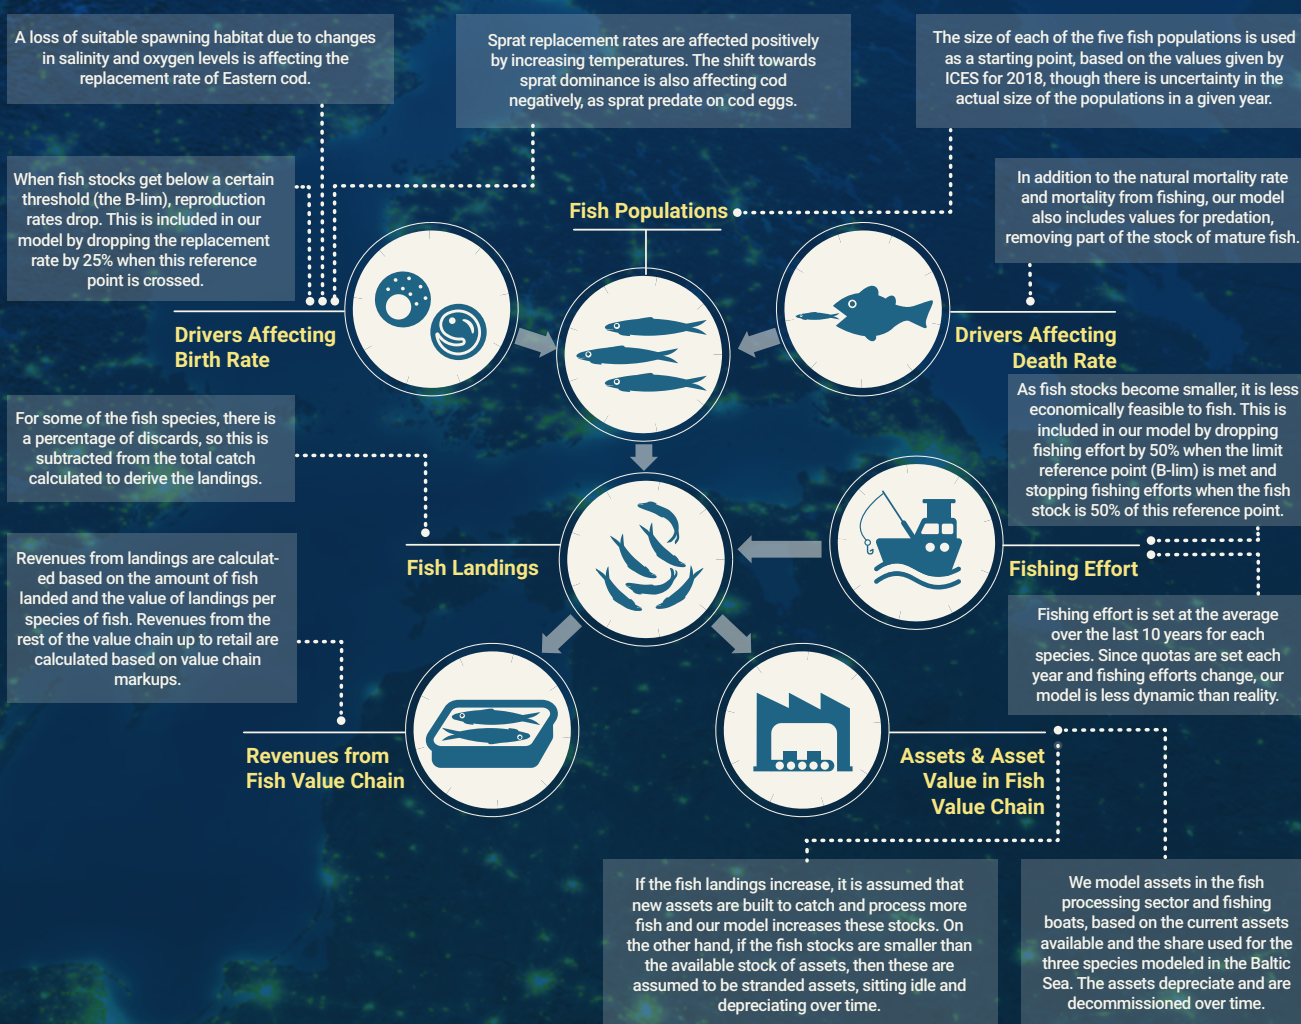 A loss of suitable spawning habitat due to changes
in salinity and oxygen levels is affecting the
replacement rate of Eastern cod.
Sprat replacement rates are affected positively
by increasing temperatures. The shift towards
sprat dominance is also affecting cod
negatively, as sprat predate on cod eggs.
The size of each of the five fish populations is used
as a starting point, based on the values given by
ICES for 2018, though there is uncertainty in the
actual size of the populations in a given year.
When fish stocks get below a certain
threshold (the B-lim), reproduction
rates drop. This is included in our
model by dropping the replacement
rate by 25% when this reference
point is crossed.
In addition to the natural mortality rate
and mortality from fishing, our model
also includes values for predation,
removing part of the stock of mature fish.
Fish Populations
Drivers Affecting
Birth Rate
Drivers Affecting
Death Rate
As fish stocks become smaller, it is less
economically feasible to fish. This is
included in our model by dropping
fishing effort by 50% when the limit
reference point (B-lim) is met and
stopping fishing efforts when the fish
stock is 50% of this reference point.
For some of the fish species, there is
a percentage of discards, so this is
subtracted from the total catch
calculated to derive the landings.
Fish Landings
Fishing Effort
Revenues from landings are calculat-
ed based on the amount of fish
landed and the value of landings per
species of fish. Revenues from the
rest of the value chain up to retail are
calculated based on value chain
markups.
Fishing effort is set at the average
over the last 10 years for each
species. Since quotas are set each
year and fishing efforts change, our
model is less dynamic than reality.
Revenues from
Fish Value Chain
Assets & Asset
Value in Fish
Value Chain
If the fish landings increase, it is assumed that
new assets are built to catch and process more
fish and our model increases these stocks. On
the other hand, if the fish stocks are smaller than
the available stock of assets, then these are
assumed to be stranded assets, sitting idle and
depreciating over time.
We model assets in the fish
processing sector and fishing
boats, based on the current assets
available and the share used for the
three species modeled in the Baltic
Sea. The assets depreciate and are
decommissioned over time.